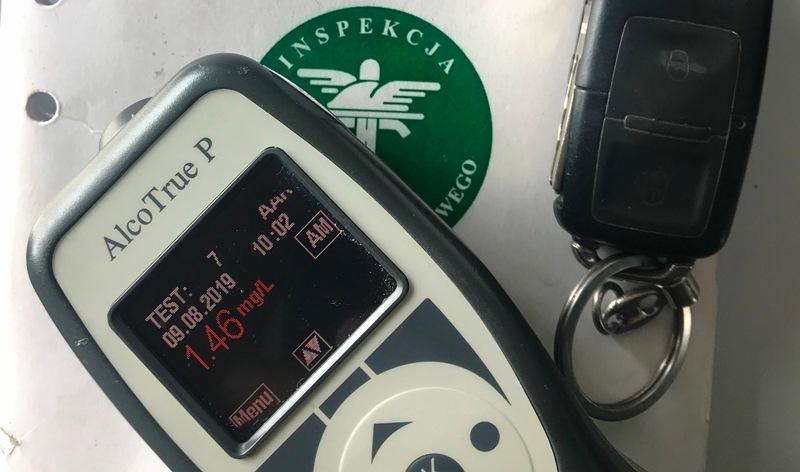 INSPEKCJA
WEGO
AlcoTrue P
TEST: 7
09.08.2019 10:02
AM
1.46 mg/L
Menu